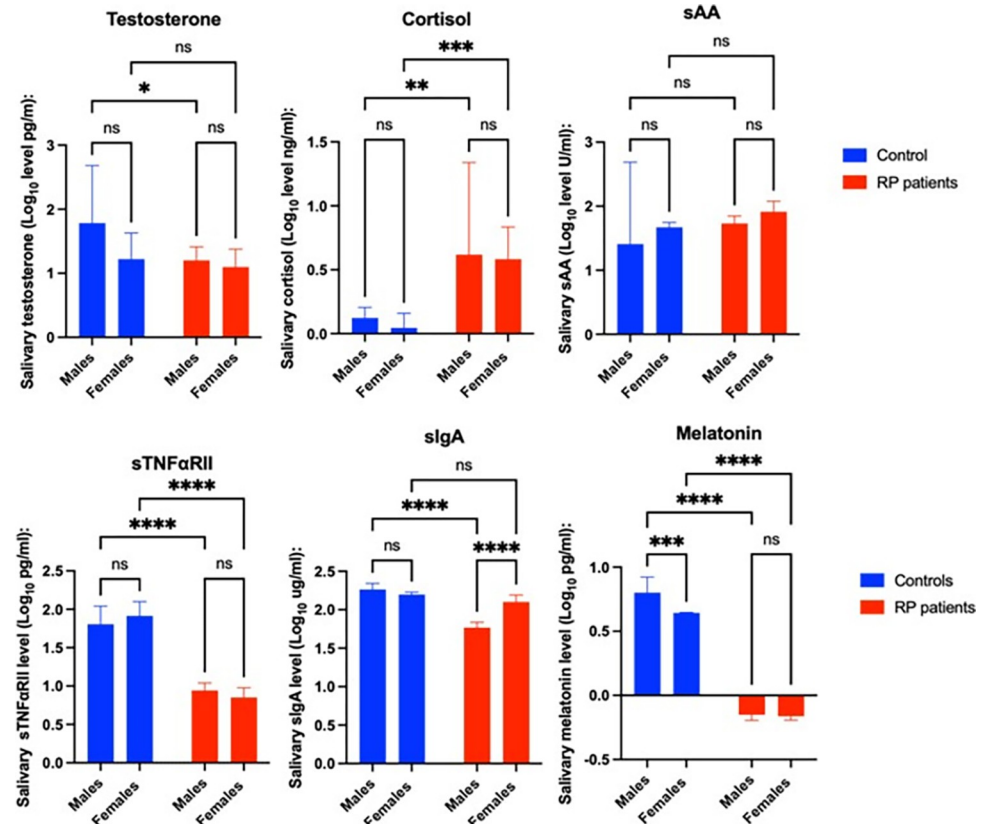 Testosterone
ns
*
ns
ns
Salivary testosterone (Log10 level pg/m):
3
2
1
0
Males
Females
Males
Females
Cortisol
***
**
ns
ns
Salivary cortisol (Log10 level ng/ml):
1.5
1.0
0.5
0.0
Males
Females
Males
Females
sAA
ns
ns
ns
ns
Salivary sAA (Log10 level U/ml):
3
2
1
0
Males
Females
Males
Females
Control
RP patients
sTNFαRII
****
****
ns
ns
Salivary sTNFαRII level (Log10 pg/ml):
2.5
2.0
1.5
1.0
0.5
0.0
Males
Females
Males
Females
sIgA
ns
****
ns
****
Salivary sIgA level (Log10 ug/ml):
2.5
2.0
1.5
1.0
0.5
0.0
Males
Females
Males
Females
Melatonin
****
****
***
ns
Salivary melatonin level (Log10 pg/ml):
1.0
0.5
0.0
-0.5
Males
Females
Males
Females
Controls
RP patients